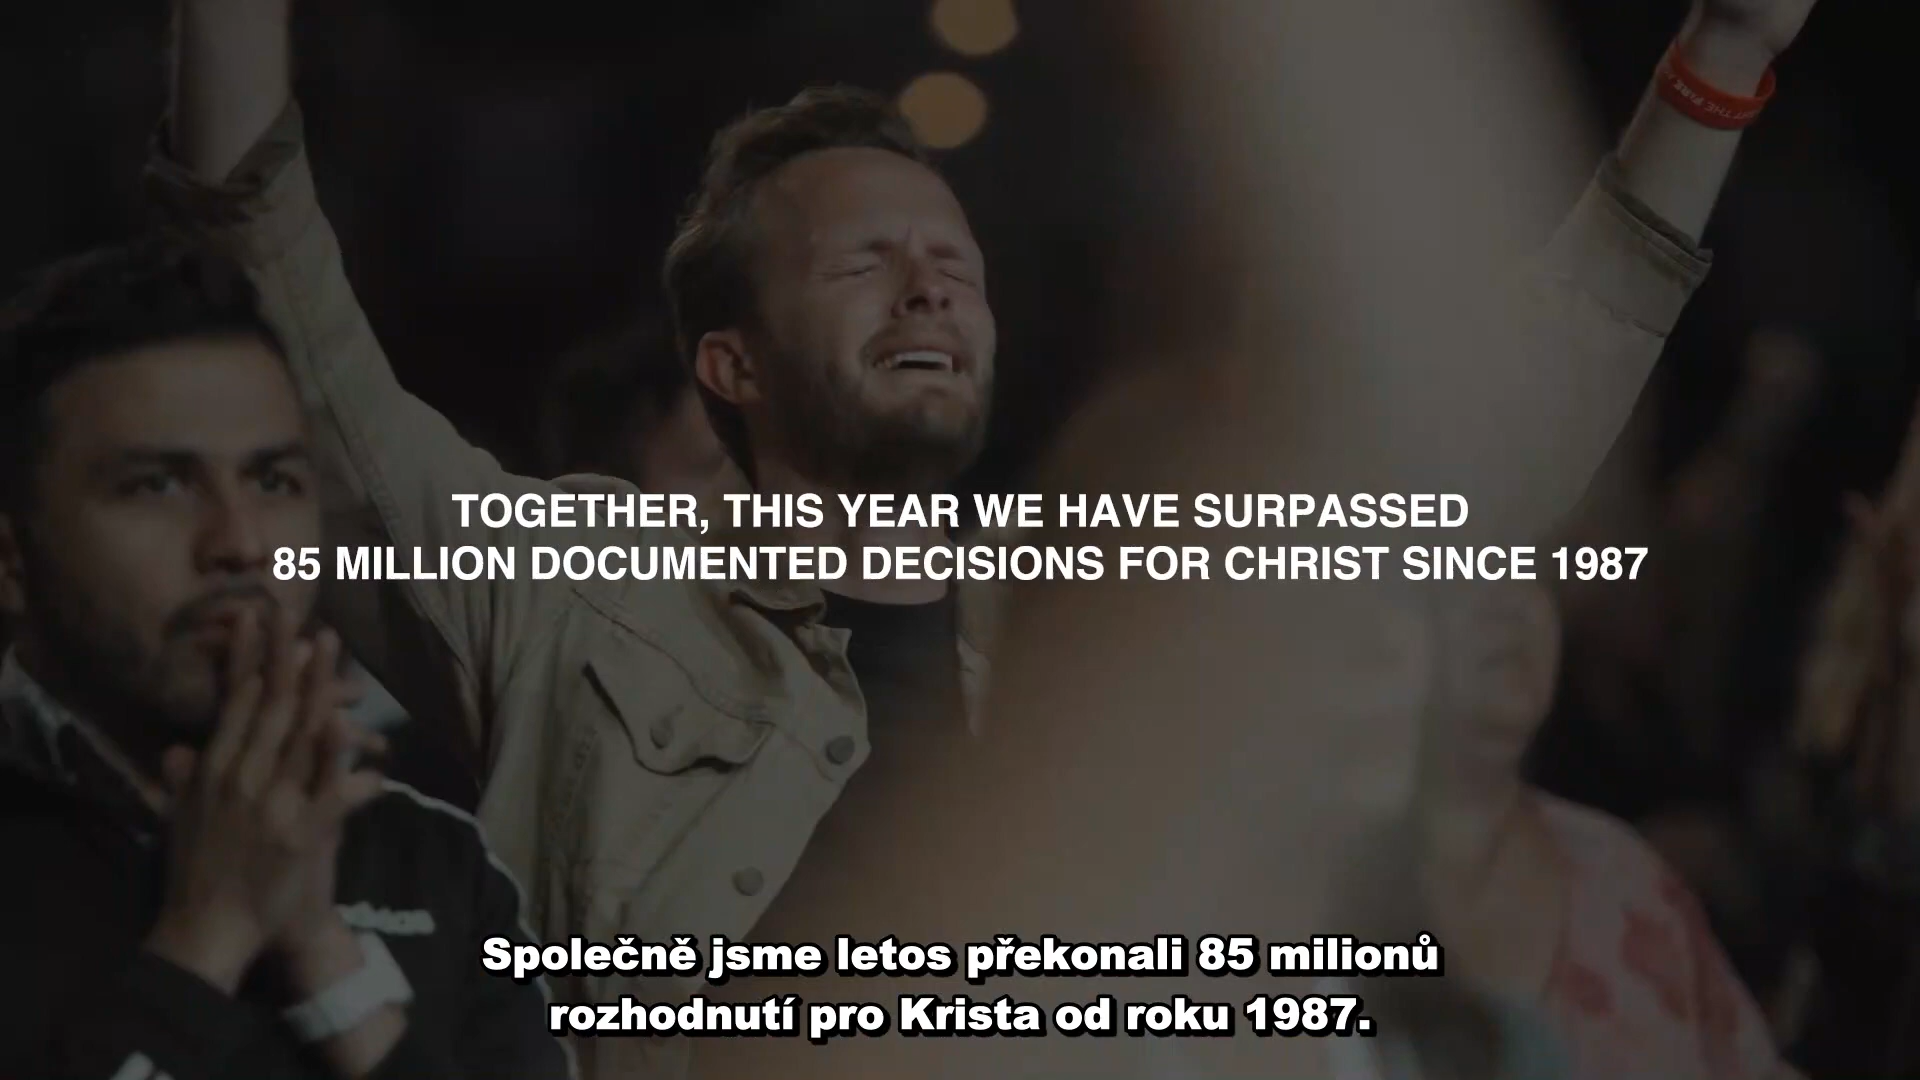 TOGETHER, THIS YEAR WE HAVE SURPASSED
85 MILLION DOCUMENTED DECISIONS FOR CHRIST SINCE 1987
Společně jsme letos překonali 85 milionů
rozhodnutí pro Krista od roku 1987.